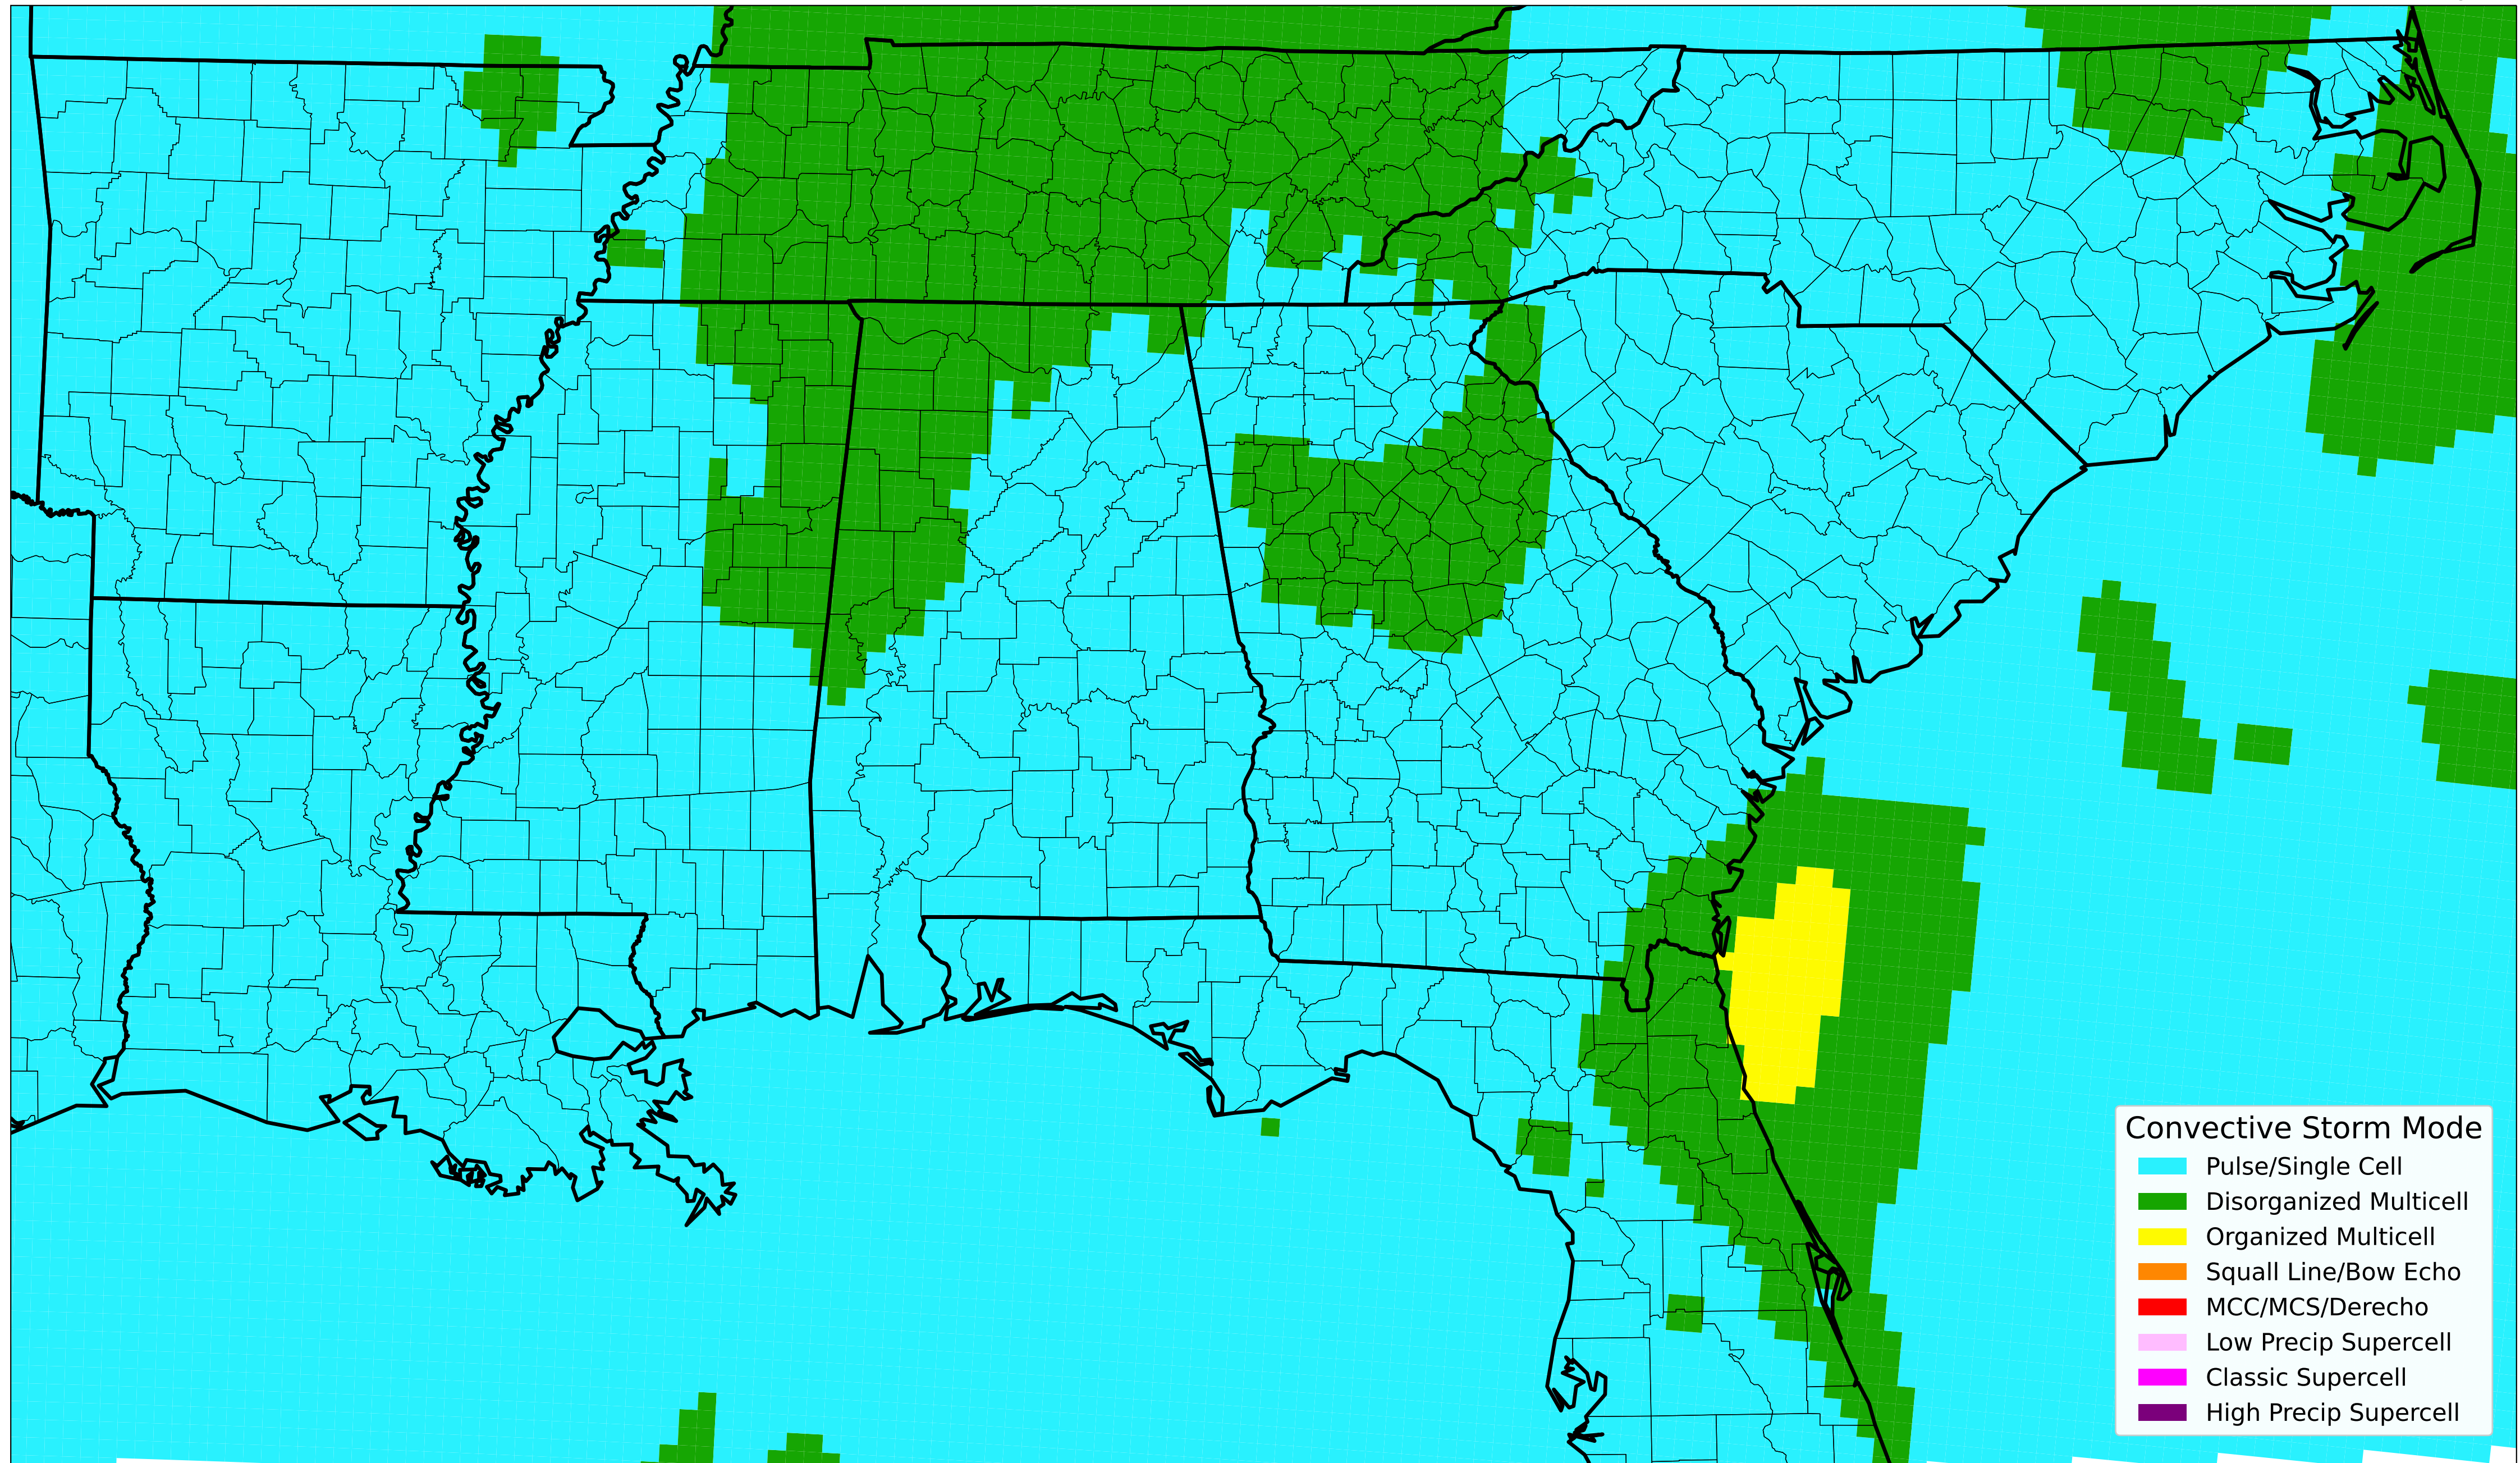 Convective Storm Mode
Pulse/Single Cell
Disorganized Multicell
Organized Multicell
Squall Line/Bow Echo
MCC/MCS/Derecho
Low Precip Supercell
Classic Supercell
High Precip Supercell